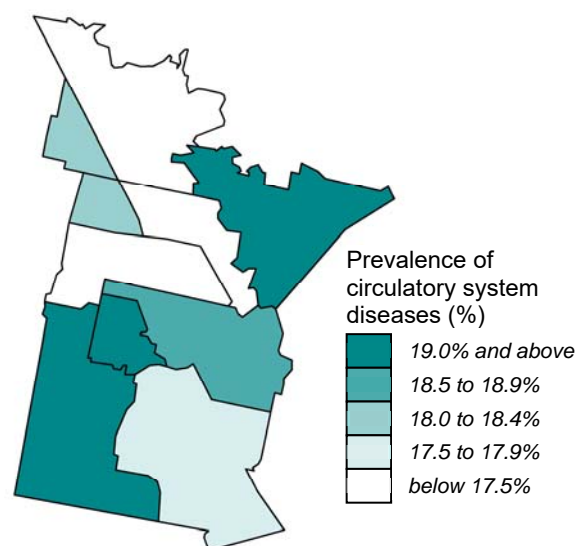 Prevalence of
circulatory system
diseases (%)
19.0% and above
18.5 to 18.9%
18.0 to 18.4%
17.5 to 17.9%
below 17.5%